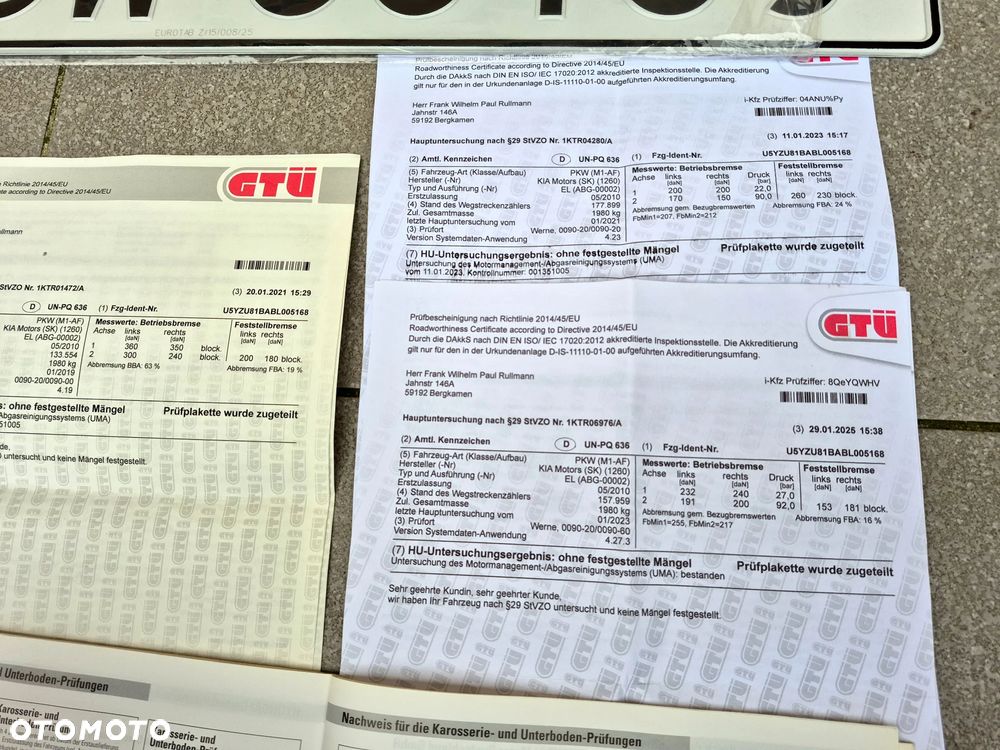 EUROTAB Z/15/008/25
Prüfbescheinigung nach Richtlinie 2014/45/EU
Roadworthiness Certificate according to Directive 2014/45/EU
Durch die DAkkS nach DIN EN ISO/ IEC 17020:2012 akkreditierte Inspektionsstelle. Die Akkreditierung
gilt nur für den in der Urkundenanlage D-IS-11110-01-00 aufgeführten Akkreditierungsumfang.
Herr Frank Wilhelm Paul Rullmann
Jahnstr 146A
59192 Bergkamen
i-Kfz Prüfziffer: 04ANU%Py
(3) 11.01.2023 15:17
Hauptuntersuchung nach §29 StVZO Nr. 1KTR04280/A
(2) Amtl. Kennzeichen D UN-PQ 636 (1) Fzg-Ident-Nr. U5YZU81BABL005168
(5) Fahrzeug-Art (Klasse/Aufbau) PKW (M1-AF)
Hersteller (-Nr) KIA Motors (SK) (1260)
Typ und Ausführung (-Nr) EL (ABG-00002)
Erstzulassung 05/2010
(4) Stand des Wegstreckenzählers 177.899
Zul. Gesamtmasse 1980 kg
letzte Hauptuntersuchung vom 01/2021
(3) Prüfort Werne, 0090-20/0090-20
Version Systemdaten-Anwendung 4.23
Messwerte: Betriebsbremse Feststellbremse
Achse links rechts Druck links rechts
[daN] [daN] [bar] [daN] [daN]
1 200 200 22,0
2 170 150 90,0 260 230 block.
Abbremsung gem. Bezugbremswerten Abbremsung FBA: 24 %
FbMin1=207, FbMin2=212
(7) HU-Untersuchungsergebnis: ohne festgestellte Mängel Prüfplakette wurde zugeteilt
Untersuchung des Motormanagement-/Abgasreinigungssystems (UMA)
vom 11.01.2023, Kontrollnummer: 001351005
Richtlinie 2014/45/EU
according to Directive 2014/45/EU
GTÜ
StVZO Nr. 1KTR01472/A
(3) 20.01.2021 15:29
D UN-PQ 636 (1) Fzg-Ident-Nr. U5YZU81BABL005168
PKW (M1-AF)
KIA Motors (SK) (1260)
EL (ABG-00002)
05/2010
133.554
1980 kg
01/2019
0090-20/0090-00
4.19
Messwerte: Betriebsbremse Feststellbremse
Achse links rechts links rechts
[daN] [daN] [daN] [daN]
1 360 350 block.
2 300 240 block. 200 180 block.
Abbremsung BBA: 63 % Abbremsung FBA: 19 %
ohne festgestellte Mängel Prüfplakette wurde zugeteilt
Abgasreinigungssystems (UMA)
51005
untersucht und keine Mängel festgestellt.
Prüfbescheinigung nach Richtlinie 2014/45/EU
Roadworthiness Certificate according to Directive 2014/45/EU
Durch die DAkkS nach DIN EN ISO/ IEC 17020:2012 akkreditierte Inspektionsstelle. Die Akkreditierung
gilt nur für den in der Urkundenanlage D-IS-11110-01-00 aufgeführten Akkreditierungsumfang.
GTÜ
Herr Frank Wilhelm Paul Rullmann
Jahnstr 146A
59192 Bergkamen
i-Kfz Prüfziffer: 8QeYQWHV
(3) 29.01.2025 15:38
Hauptuntersuchung nach §29 StVZO Nr. 1KTR06976/A
(2) Amtl. Kennzeichen D UN-PQ 636 (1) Fzg-Ident-Nr. U5YZU81BABL005168
(5) Fahrzeug-Art (Klasse/Aufbau) PKW (M1-AF)
Hersteller (-Nr) KIA Motors (SK) (1260)
Typ und Ausführung (-Nr) EL (ABG-00002)
Erstzulassung 05/2010
(4) Stand des Wegstreckenzählers 157.959
Zul. Gesamtmasse 1980 kg
letzte Hauptuntersuchung vom 01/2023
(3) Prüfort Werne, 0090-20/0090-60
Version Systemdaten-Anwendung 4.27.3
Messwerte: Betriebsbremse Feststellbremse
Achse links rechts Druck links rechts
[daN] [daN] [bar] [daN] [daN]
1 232 240 27,0
2 191 200 92,0 153 181 block.
Abbremsung gem. Bezugbremswerten Abbremsung FBA: 16 %
FbMin1=255, FbMin2=217
(7) HU-Untersuchungsergebnis: ohne festgestellte Mängel Prüfplakette wurde zugeteilt
Untersuchung des Motormanagement-/Abgasreinigungssystems (UMA): bestanden
Sehr geehrte Kundin, sehr geehrter Kunde,
wir haben Ihr Fahrzeug nach §29 StVZO untersucht und keine Mängel festgestellt.
Unterboden-Prüfungen
Karosserie- und
Nachweis für die Karosserie- und Unterboden-Prüfungen
OTOMOTO